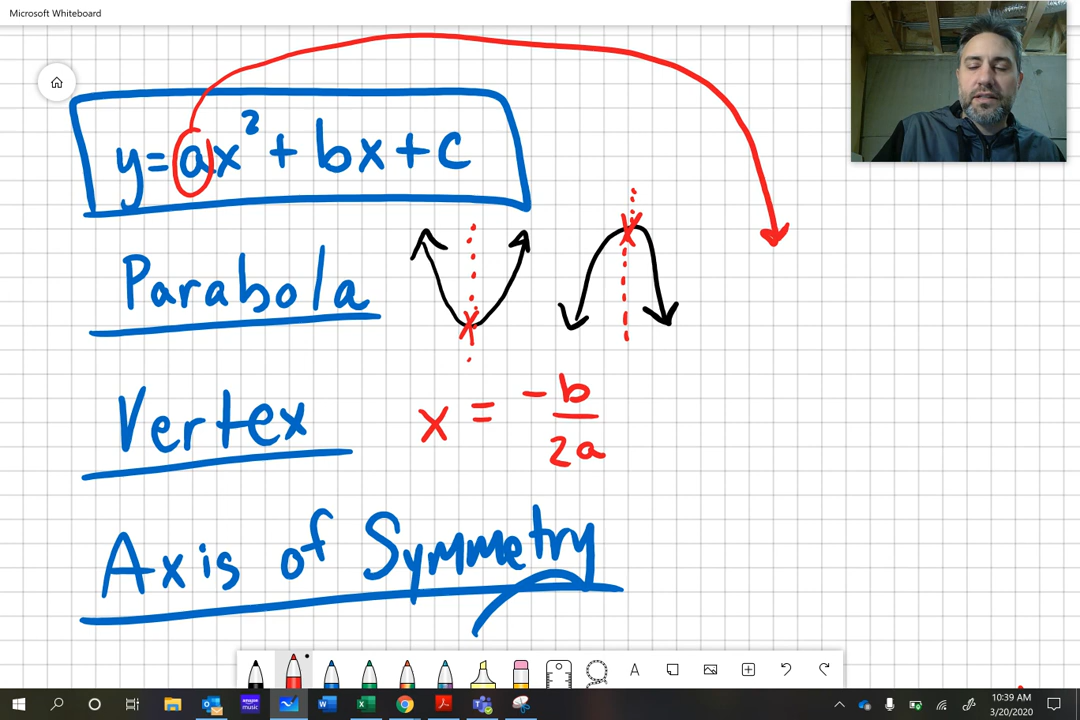 Microsoft Whiteboard
y=ax²+bx+c
Parabola
Vertex
x = -b/2a
Axis of Symmetry
A
10:39 AM
3/20/2020